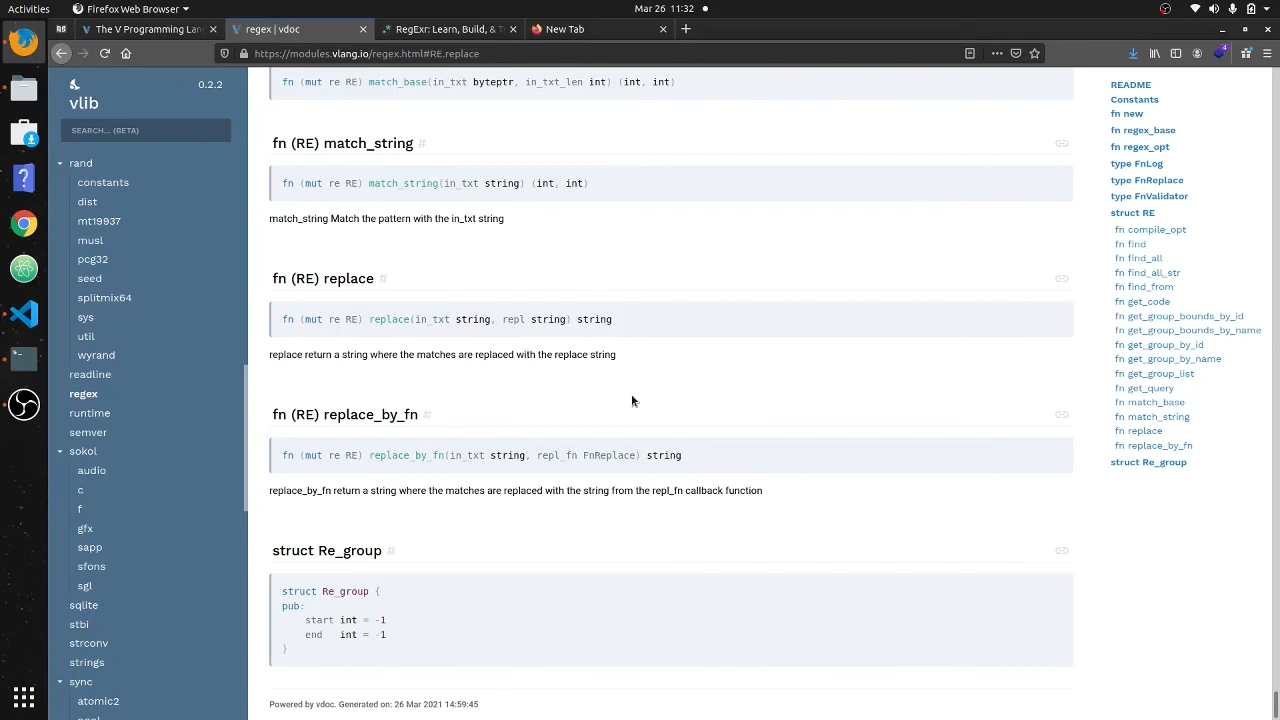 Activities
Firefox Web Browser
Mar 26 11:32
The V Programming Lan
regex | vdoc
RegExr: Learn, Build, & T
New Tab
https://modules.vlang.io/regex.html#RE.replace
4
0.2.2
vlib
SEARCH... (BETA)
rand
constants
dist
mt19937
musl
pcg32
seed
splitmix64
sys
util
wyrand
readline
regex
runtime
semver
sokol
audio
c
f
gfx
sapp
sfons
sgl
sqlite
stbi
strconv
strings
sync
atomic2
fn (mut re RE) match_base(in_txt byteptr, in_txt_len int) (int, int)
fn (RE) match_string #
fn (mut re RE) match_string(in_txt string) (int, int)
match_string Match the pattern with the in_txt string
fn (RE) replace #
fn (mut re RE) replace(in_txt string, repl string) string
replace return a string where the matches are replaced with the replace string
fn (RE) replace_by_fn #
fn (mut re RE) replace_by_fn(in_txt string, repl_fn FnReplace) string
replace_by_fn return a string where the matches are replaced with the string from the repl_fn callback function
struct Re_group #
struct Re_group {
pub:
start int = -1
end int = -1
}
Powered by vdoc. Generated on: 26 Mar 2021 14:59:45
README
Constants
fn new
fn regex_base
fn regex_opt
type FnLog
type FnReplace
type FnValidator
struct RE
fn compile_opt
fn find
fn find_all
fn find_all_str
fn find_from
fn get_code
fn get_group_bounds_by_id
fn get_group_bounds_by_name
fn get_group_by_id
fn get_group_by_name
fn get_group_list
fn get_query
fn match_base
fn match_string
fn replace
fn replace_by_fn
struct Re_group